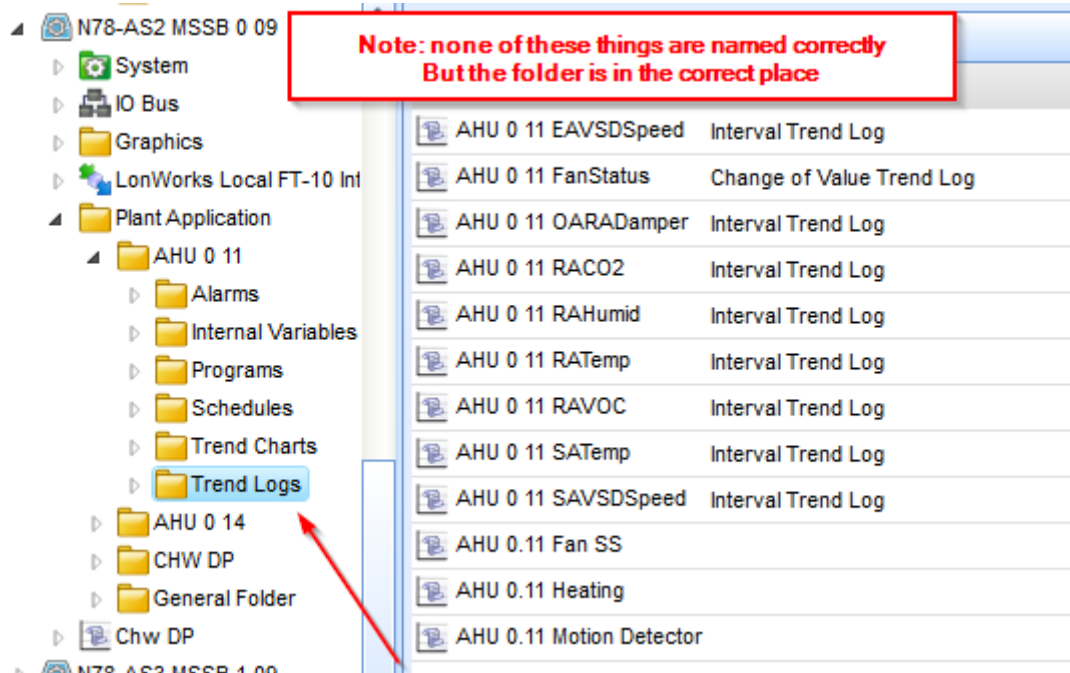 N78-AS2 MSSB 0 09
System
IO Bus
Graphics
LonWorks Local FT-10 Int
Plant Application
AHU 0 11
Alarms
Internal Variables
Programs
Schedules
Trend Charts
Trend Logs
AHU 0 14
CHW DP
General Folder
Chw DP
N78-AS3 MSSB 1 09
Note: none of these things are named correctly
But the folder is in the correct place
AHU 0 11 EAVSDSpeed Interval Trend Log
AHU 0 11 FanStatus Change of Value Trend Log
AHU 0 11 OARADamper Interval Trend Log
AHU 0 11 RACO2 Interval Trend Log
AHU 0 11 RAHumid Interval Trend Log
AHU 0 11 RATemp Interval Trend Log
AHU 0 11 RAVOC Interval Trend Log
AHU 0 11 SATemp Interval Trend Log
AHU 0 11 SAVSDSpeed Interval Trend Log
AHU 0.11 Fan SS
AHU 0.11 Heating
AHU 0.11 Motion Detector